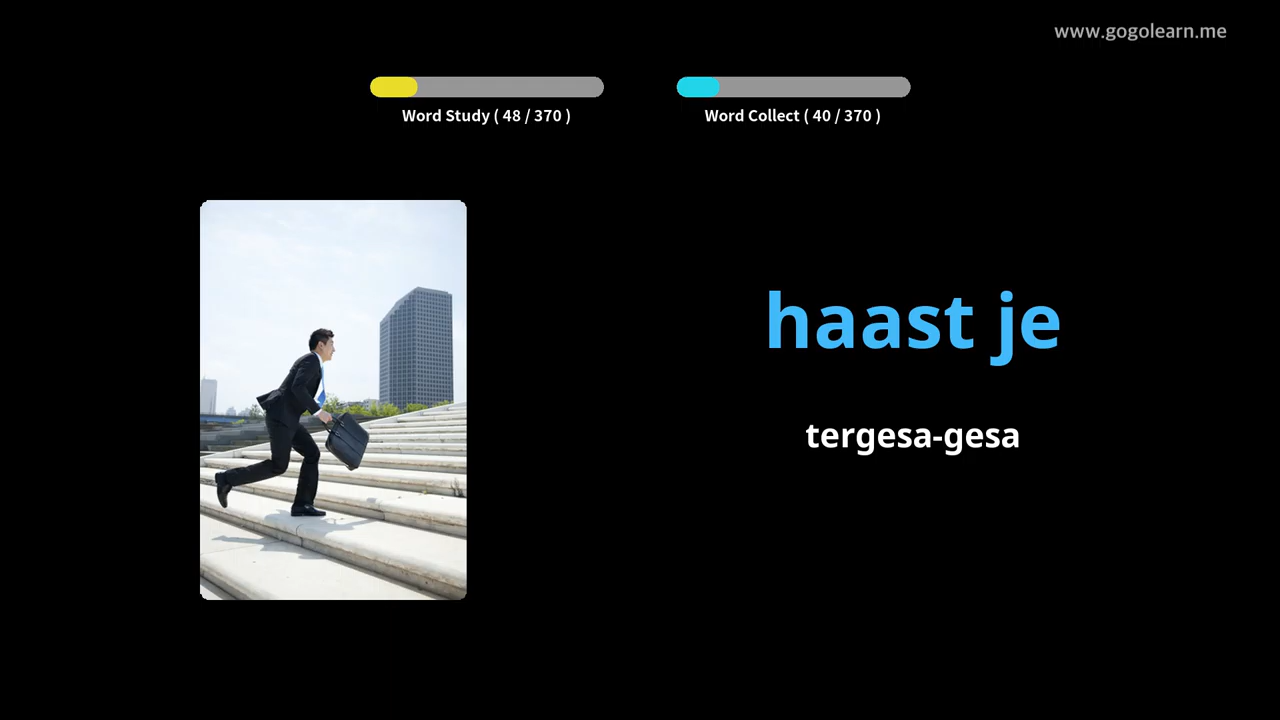 www.gogolearn.me
Word Study ( 48 / 370 )
Word Collect ( 40 / 370 )
haast je
tergesa-gesa